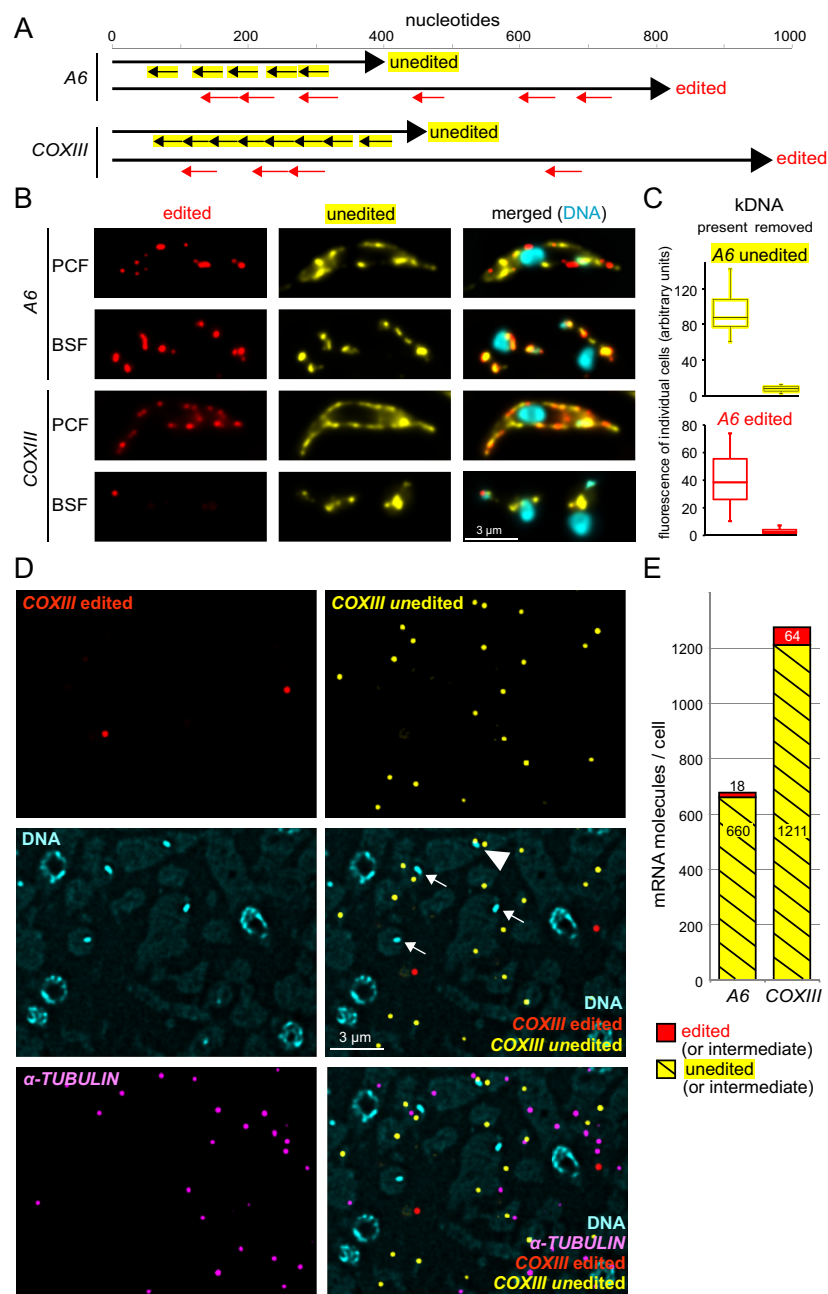 A
nucleotides
0 200 400 600 800 1000
A6
unedited
edited
COXIII
unedited
edited
B
edited unedited merged (DNA)
A6
PCF
BSF
COXIII
PCF
BSF
3 µm
C
kDNA
present removed
fluorescence of individual cells (arbitrary units)
A6 unedited
120
80
40
0
A6 edited
80
60
40
20
0
D
COXIII edited
COXIII unedited
DNA
3 µm
DNA
COXIII edited
COXIII unedited
α-TUBULIN
DNA
α-TUBULIN
COXIII edited
COXIII unedited
E
mRNA molecules / cell
1200
1000
800
600
400
200
0
64
18
660
1211
A6 COXIII
edited
(or intermediate)
unedited
(or intermediate)